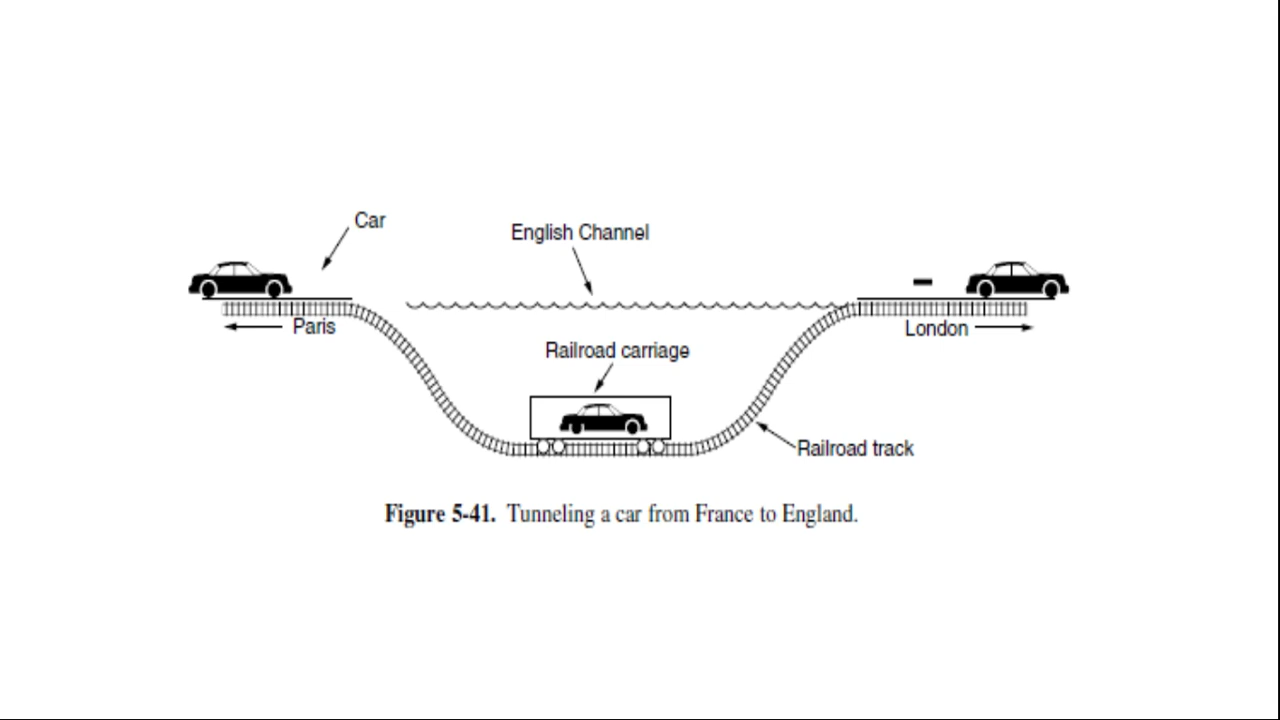 Car
English Channel
Paris
London
Railroad carriage
Railroad track
Figure 5-41. Tunneling a car from France to England.